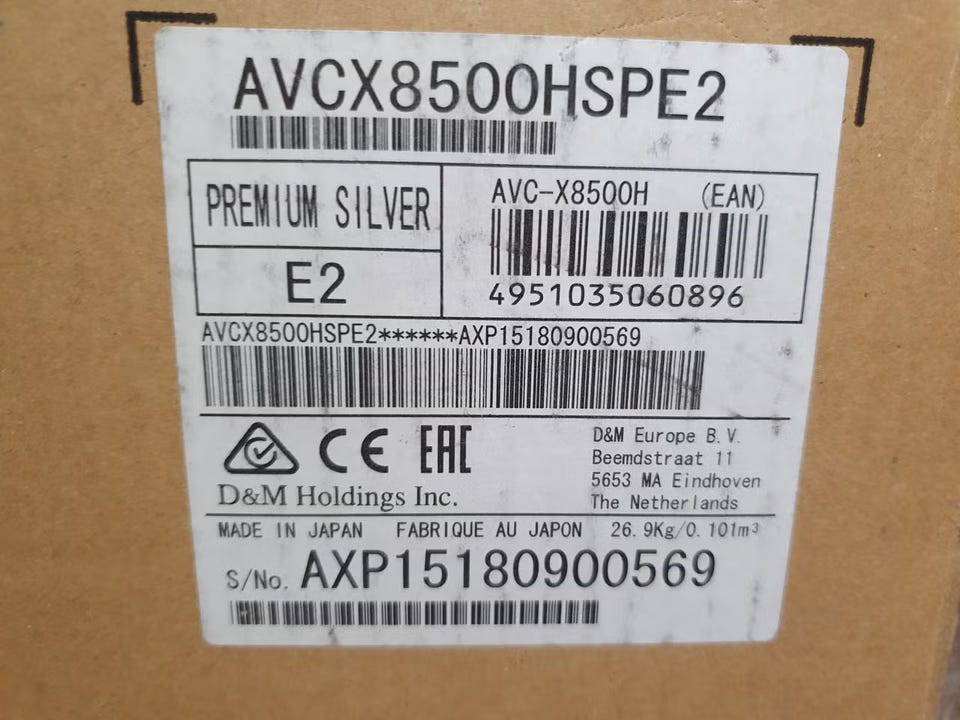 AVCX8500HSPE2
PREMIUM SILVER
E2
AVC-X8500H (EAN)
4951035060896
AVCX8500HSPE2******AXP15180900569
CE EAC
D&M Holdings Inc.
D&M Europe B.V.
Beemdstraat 11
5653 MA Eindhoven
The Netherlands
MADE IN JAPAN FABRIQUE AU JAPON 26.9Kg/0.101m³
S/No. AXP15180900569